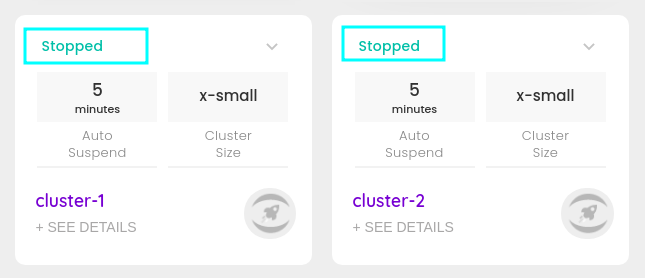 Stopped
5
minutes
Auto
Suspend
x-small
Cluster
Size
cluster-1
+ SEE DETAILS
Stopped
5
minutes
Auto
Suspend
x-small
Cluster
Size
cluster-2
+ SEE DETAILS